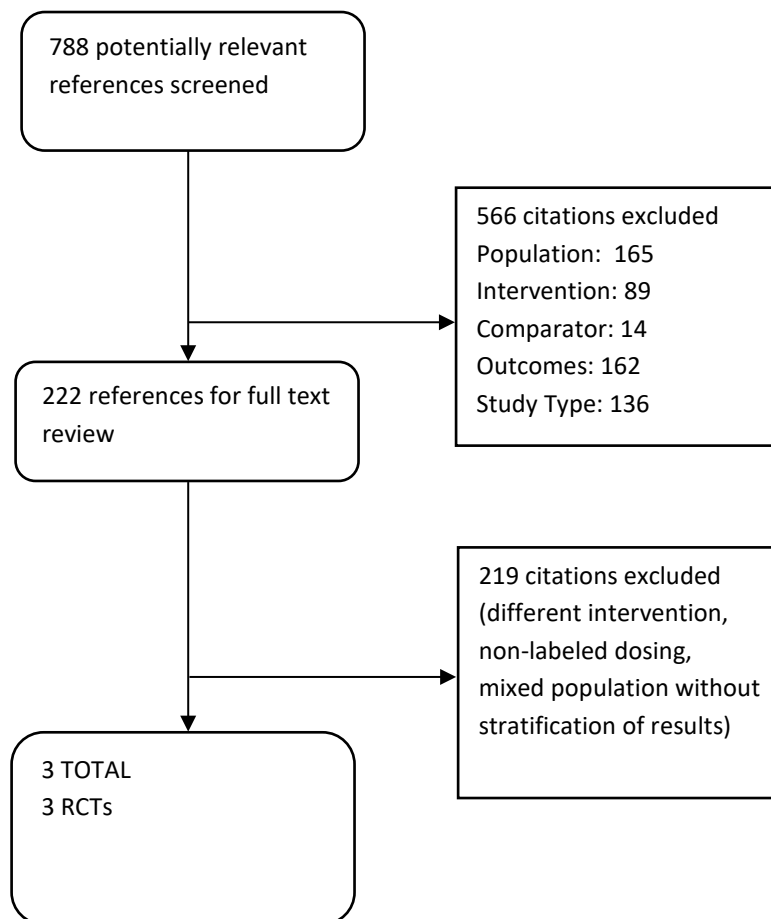 788 potentially relevant
references screened
566 citations excluded
Population:  165
Intervention: 89
Comparator: 14
Outcomes: 162
Study Type: 136
222 references for full text
review
219 citations excluded
(different intervention,
non-labeled dosing,
mixed population without
stratification of results)
3 TOTAL
3 RCTs